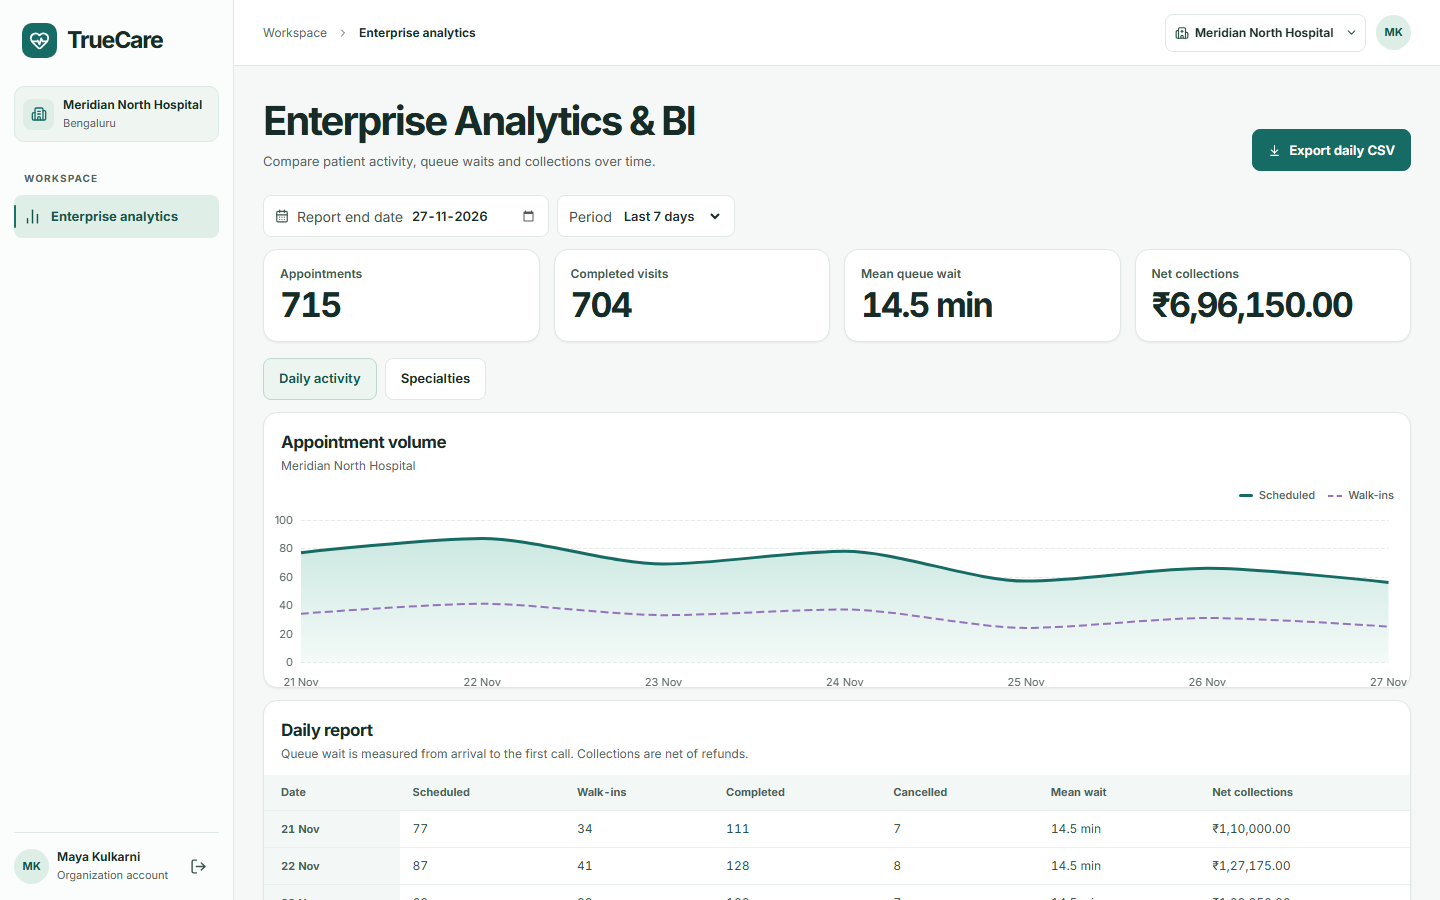 TrueCare
Workspace
Enterprise analytics
Meridian North Hospital
MK
Meridian North Hospital
Bengaluru
WORKSPACE
Enterprise analytics
Enterprise Analytics & BI
Compare patient activity, queue waits and collections over time.
Export daily CSV
Report end date 27-11-2026
Period Last 7 days
Appointments
715
Completed visits
704
Mean queue wait
14.5 min
Net collections
₹6,96,150.00
Daily activity
Specialties
Appointment volume
Meridian North Hospital
Scheduled Walk-ins
100
80
60
40
20
0
21 Nov 22 Nov 23 Nov 24 Nov 25 Nov 26 Nov 27 Nov
Daily report
Queue wait is measured from arrival to the first call. Collections are net of refunds.
Date Scheduled Walk-ins Completed Cancelled Mean wait Net collections
21 Nov 77 34 111 7 14.5 min ₹1,10,000.00
22 Nov 87 41 128 8 14.5 min ₹1,27,175.00
MK
Maya Kulkarni
Organization account